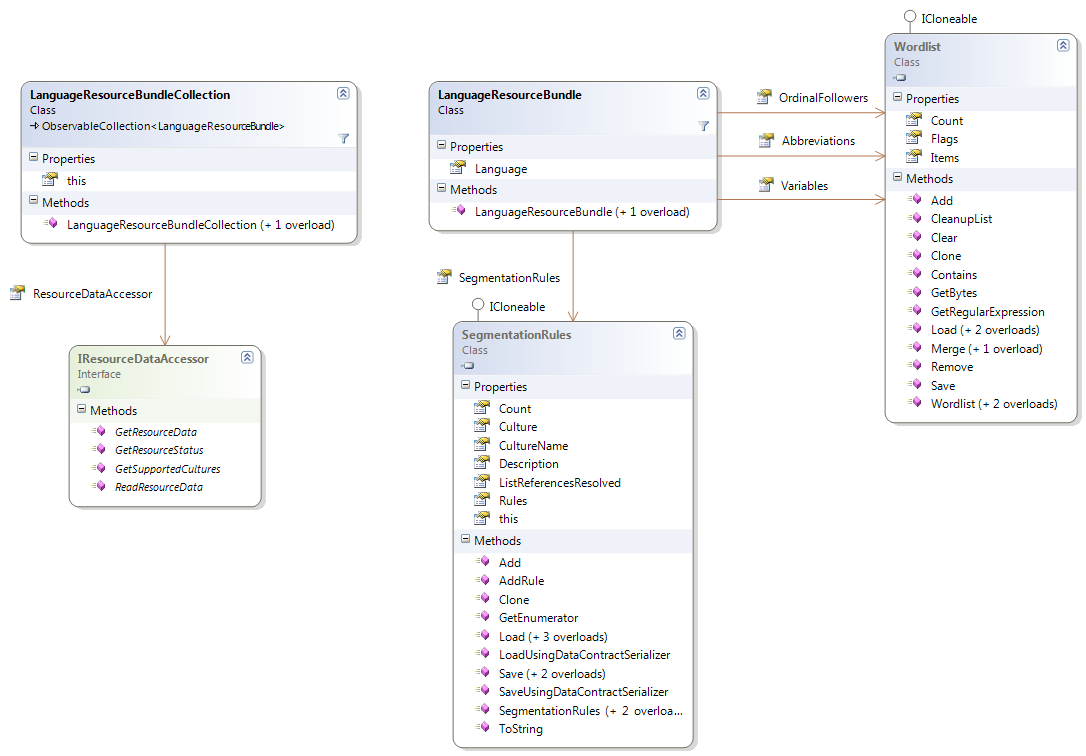 LanguageResourceBundleCollection
Class
ObservableCollection<LanguageResourceBundle>
Properties
this
Methods
LanguageResourceBundleCollection (+ 1 overload)
ResourceDataAccessor
IResourceDataAccessor
Interface
Methods
GetResourceData
GetResourceStatus
GetSupportedCultures
ReadResourceData
LanguageResourceBundle
Class
Properties
Language
Methods
LanguageResourceBundle (+ 1 overload)
OrdinalFollowers
Abbreviations
Variables
SegmentationRules
ICloneable
SegmentationRules
Class
Properties
Count
Culture
CultureName
Description
ListReferencesResolved
Rules
this
Methods
Add
AddRule
Clone
GetEnumerator
Load (+ 3 overloads)
LoadUsingDataContractSerializer
Save (+ 2 overloads)
SaveUsingDataContractSerializer
SegmentationRules (+ 2 overloa...
ToString
ICloneable
Wordlist
Class
Properties
Count
Flags
Items
Methods
Add
CleanupList
Clear
Clone
Contains
GetBytes
GetRegularExpression
Load (+ 2 overloads)
Merge (+ 1 overload)
Remove
Save
Wordlist (+ 2 overloads)